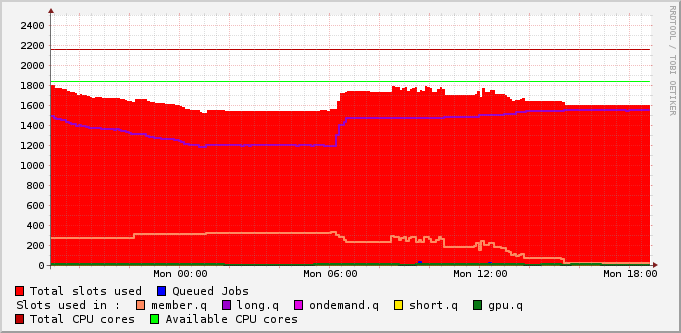 2400
2200
2000
1800
1600
1400
1200
1000
800
600
400
200
0
Mon 00:00 Mon 06:00 Mon 12:00 Mon 18:00
Total slots used Queued Jobs
Slots used in : member.q long.q ondemand.q short.q gpu.q
Total CPU cores Available CPU cores
RRDTOOL / TOBI OETIKER